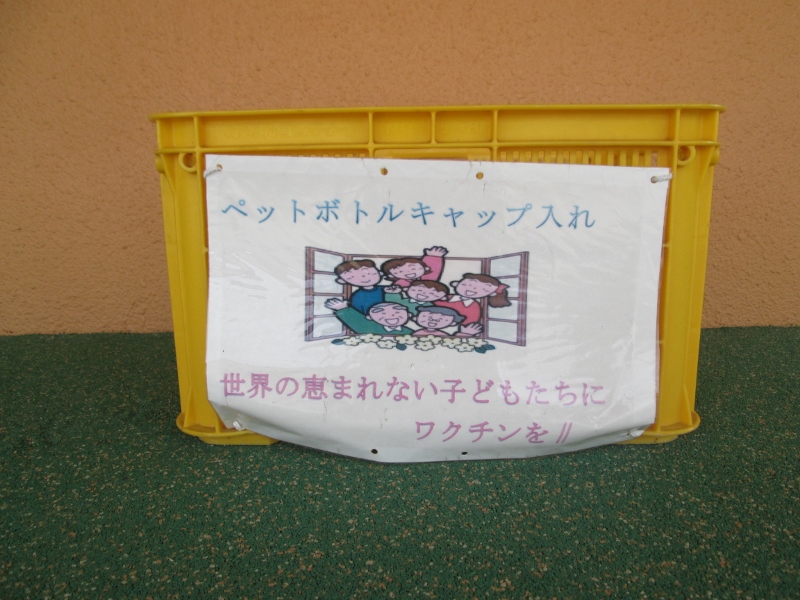 ペットボトルキャップ入れ
世界の恵まれない子どもたちに
ワクチンを!!